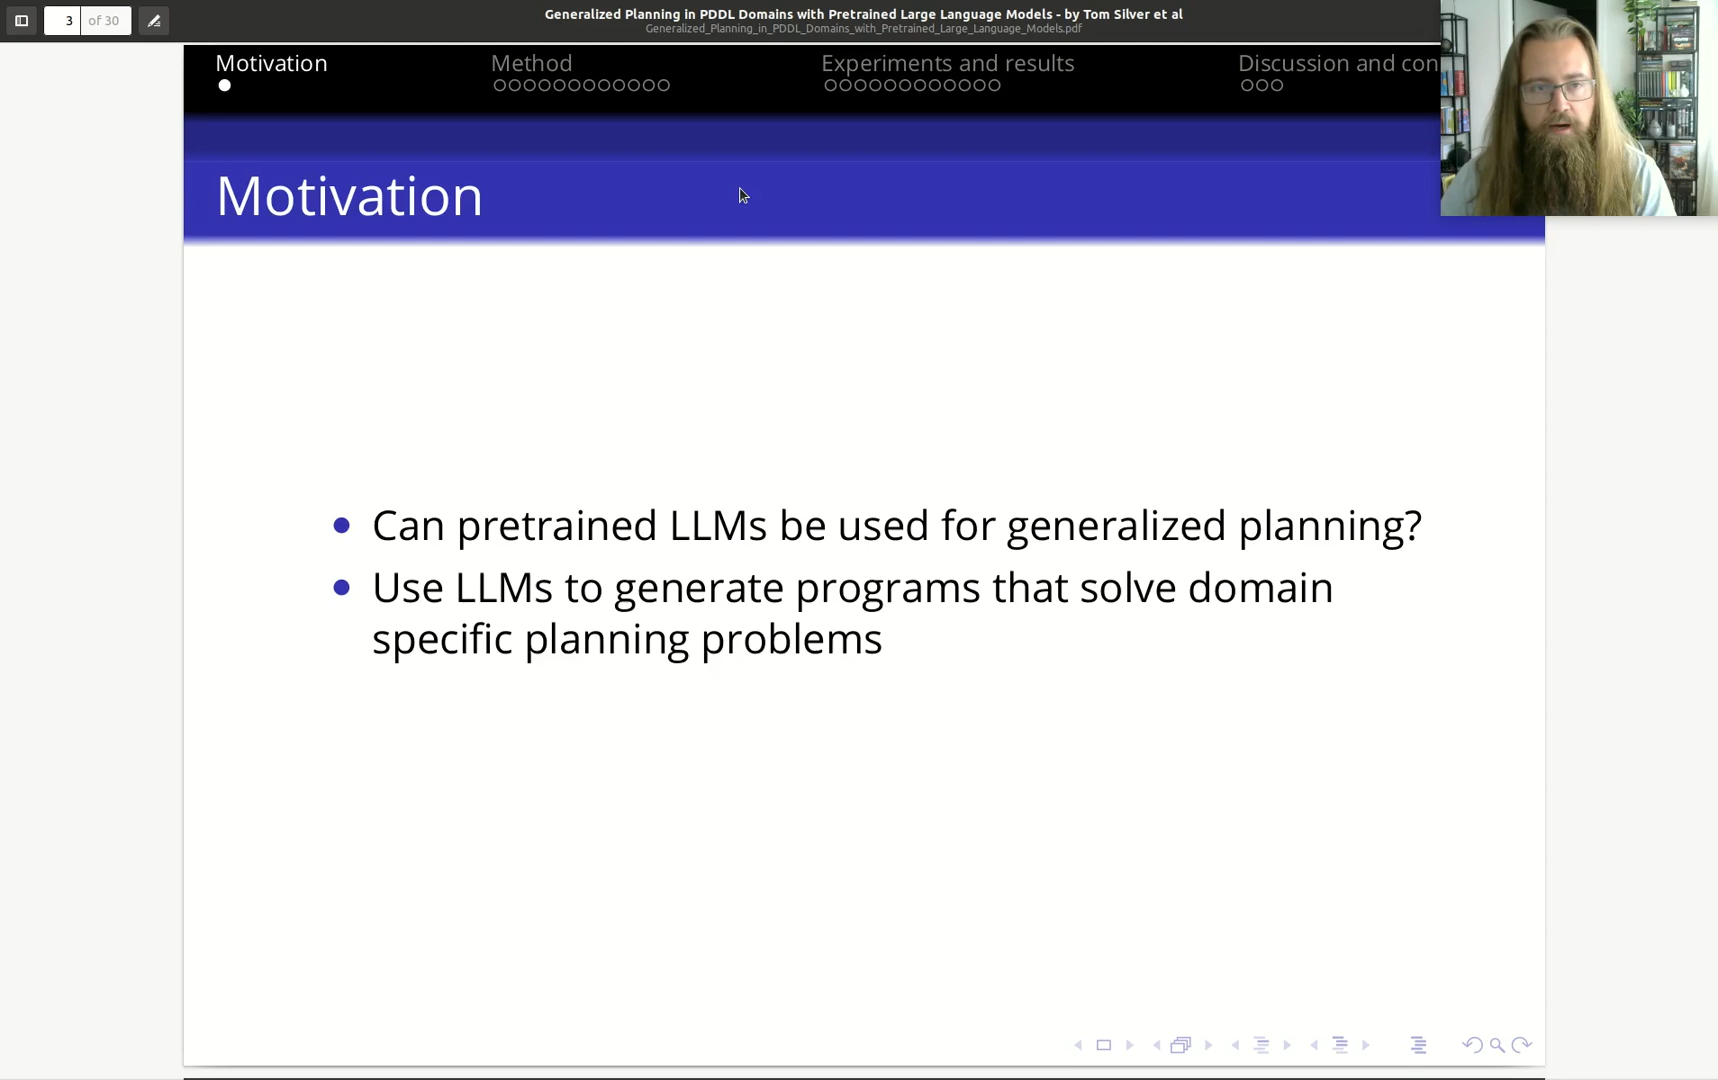 3 of 30
Generalized Planning in PDDL Domains with Pretrained Large Language Models - by Tom Silver et al
Generalized_Planning_in_PDDL_Domains_with_Pretrained_Large_Language_Models.pdf
Motivation Method Experiments and results Discussion and con
Motivation
Can pretrained LLMs be used for generalized planning?
Use LLMs to generate programs that solve domain
specific planning problems